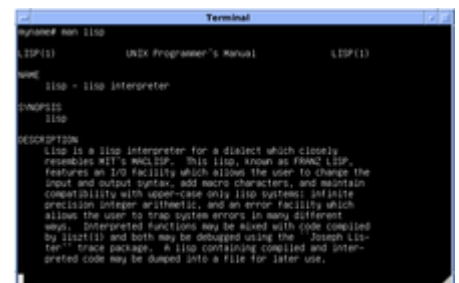 Terminal
myname# man lisp
LISP(1) UNIX Programmer's Manual LISP(1)
NAME
lisp - lisp interpreter
SYNOPSIS
lisp
DESCRIPTION
Lisp is a lisp interpreter for a dialect which closely
resembles MIT's MACLISP. This lisp, known as FRANZ LISP,
features an I/O facility which allows the user to change the
input and output syntax, add macro characters, and maintain
compatibility with upper-case only lisp systems; infinite
precision integer arithmetic, and an error facility which
allows the user to trap system errors in many different
ways. Interpreted functions may be mixed with code compiled
by liszt(1) and both may be debugged using the ``Joseph Lis-
ter'' trace package. A lisp containing compiled and inter-
preted code may be dumped into a file for later use.